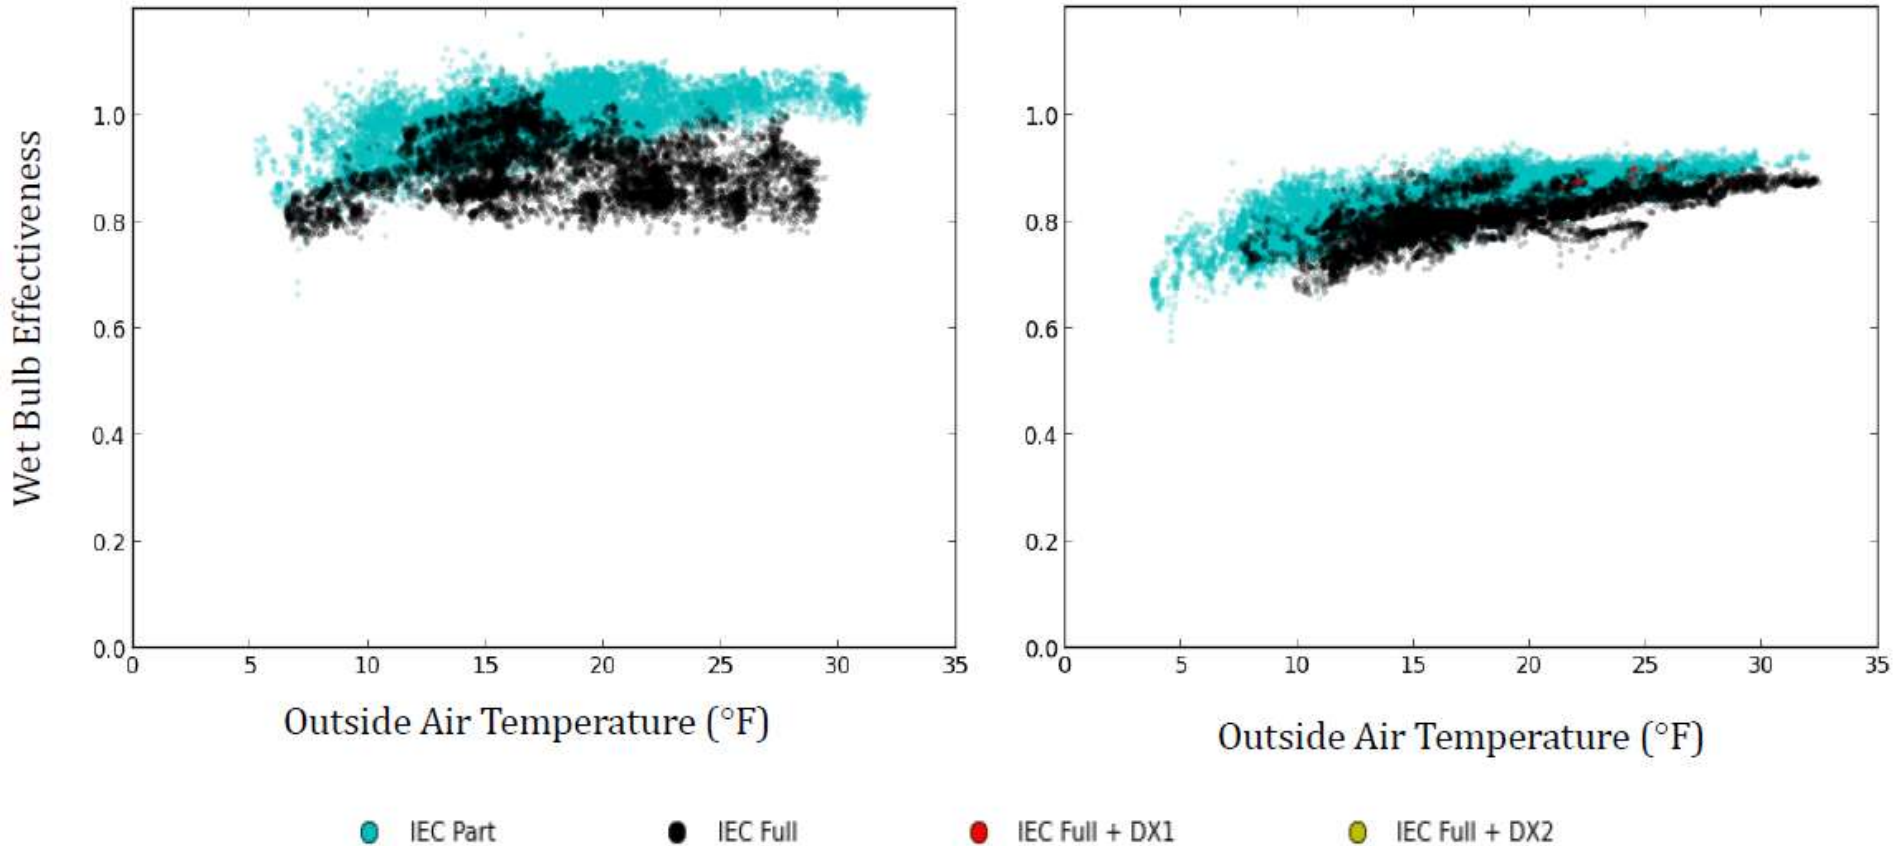 Wet Bulb Effectiveness
1.0
0.8
0.6
0.4
0.2
0.0
0 5 10 15 20 25 30 35
Outside Air Temperature (°F)
1.0
0.8
0.6
0.4
0.2
0.0
0 5 10 15 20 25 30 35
Outside Air Temperature (°F)
IEC Part IEC Full IEC Full + DX1 IEC Full + DX2